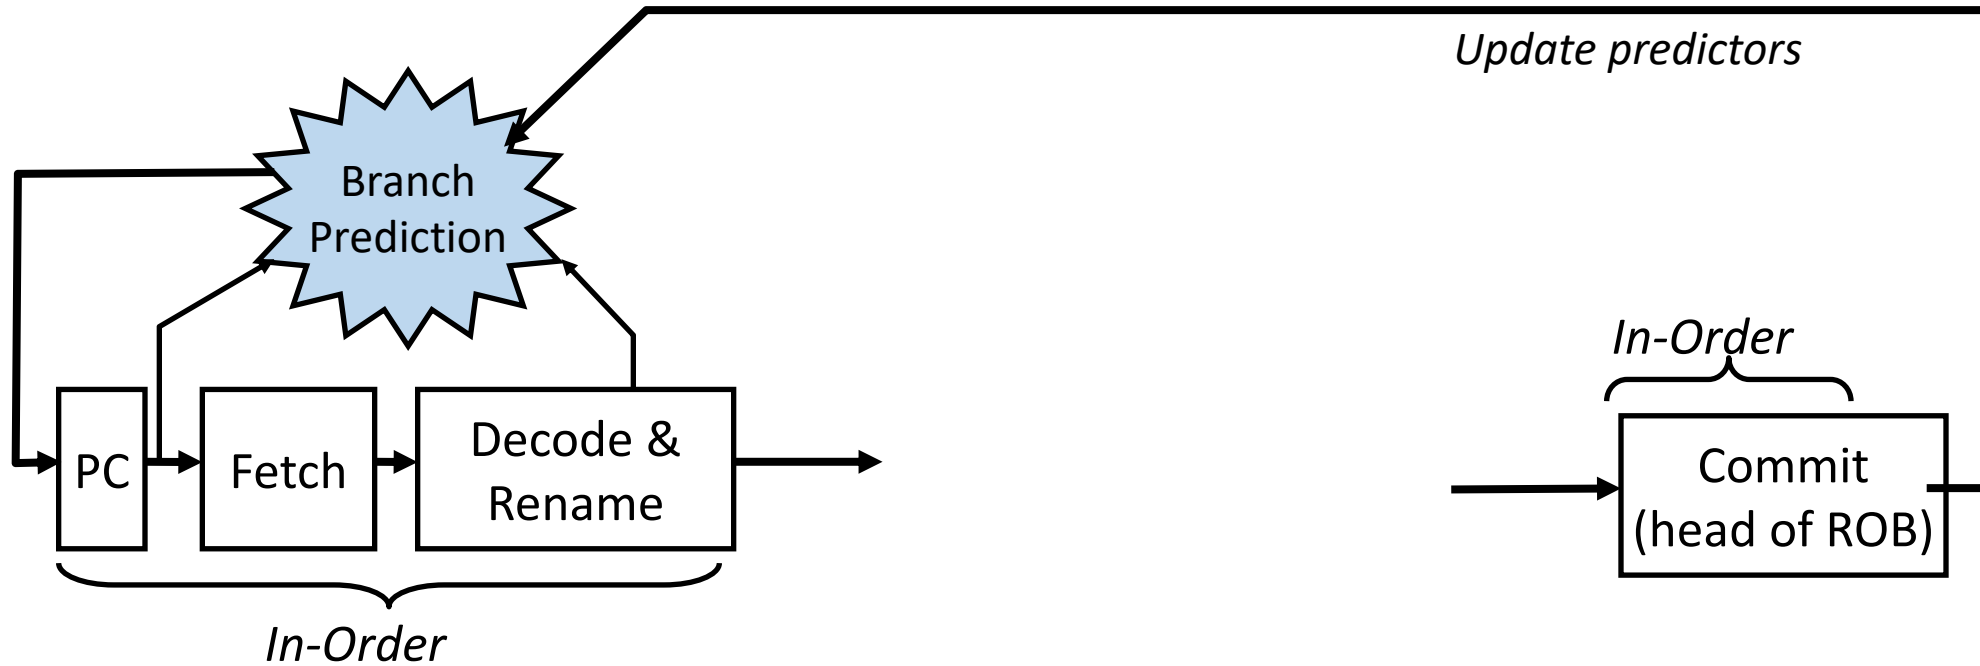 Update predictors
Branch
Prediction
In-Order
PC
Fetch
Decode &
Rename
Commit
(head of ROB)
In-Order